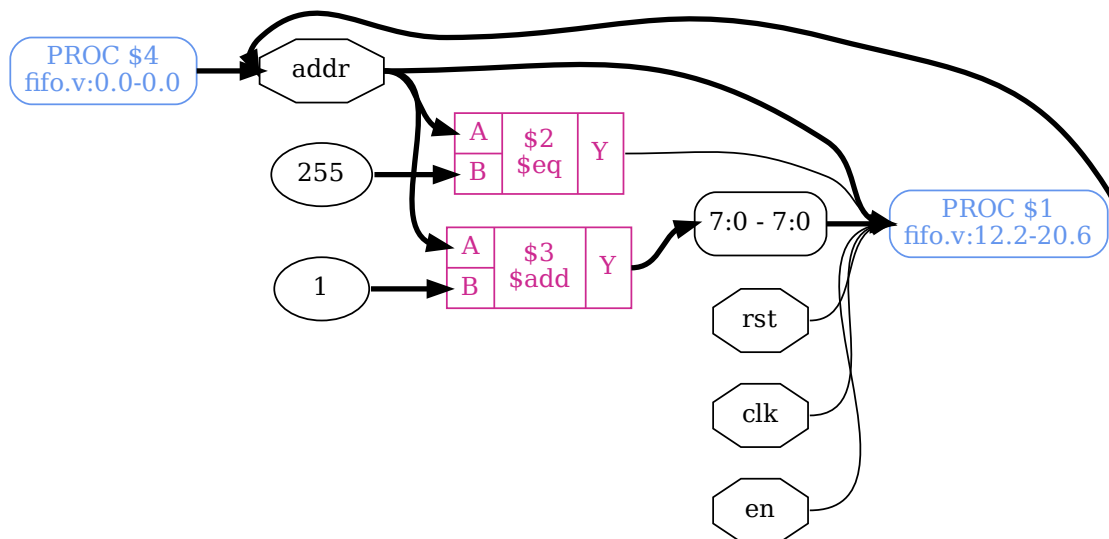 PROC $4
fifo.v:0.0-0.0
addr
A
B
$2
$eq
Y
255
7:0 - 7:0
PROC $1
fifo.v:12.2-20.6
A
B
$3
$add
Y
1
rst
clk
en